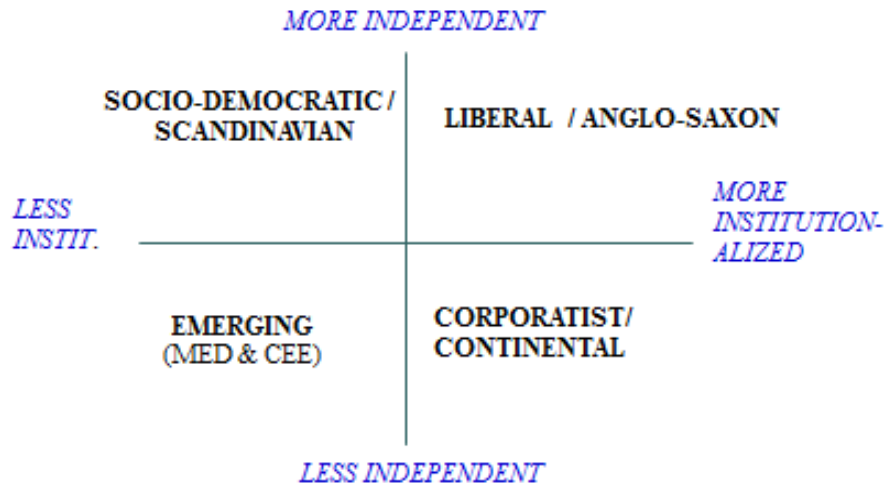 MORE INDEPENDENT
SOCIO-DEMOCRATIC /
SCANDINAVIAN
LIBERAL / ANGLO-SAXON
LESS
INSTIT.
MORE
INSTITUTION-
ALIZED
EMERGING
(MED & CEE)
CORPORATIST/
CONTINENTAL
LESS INDEPENDENT